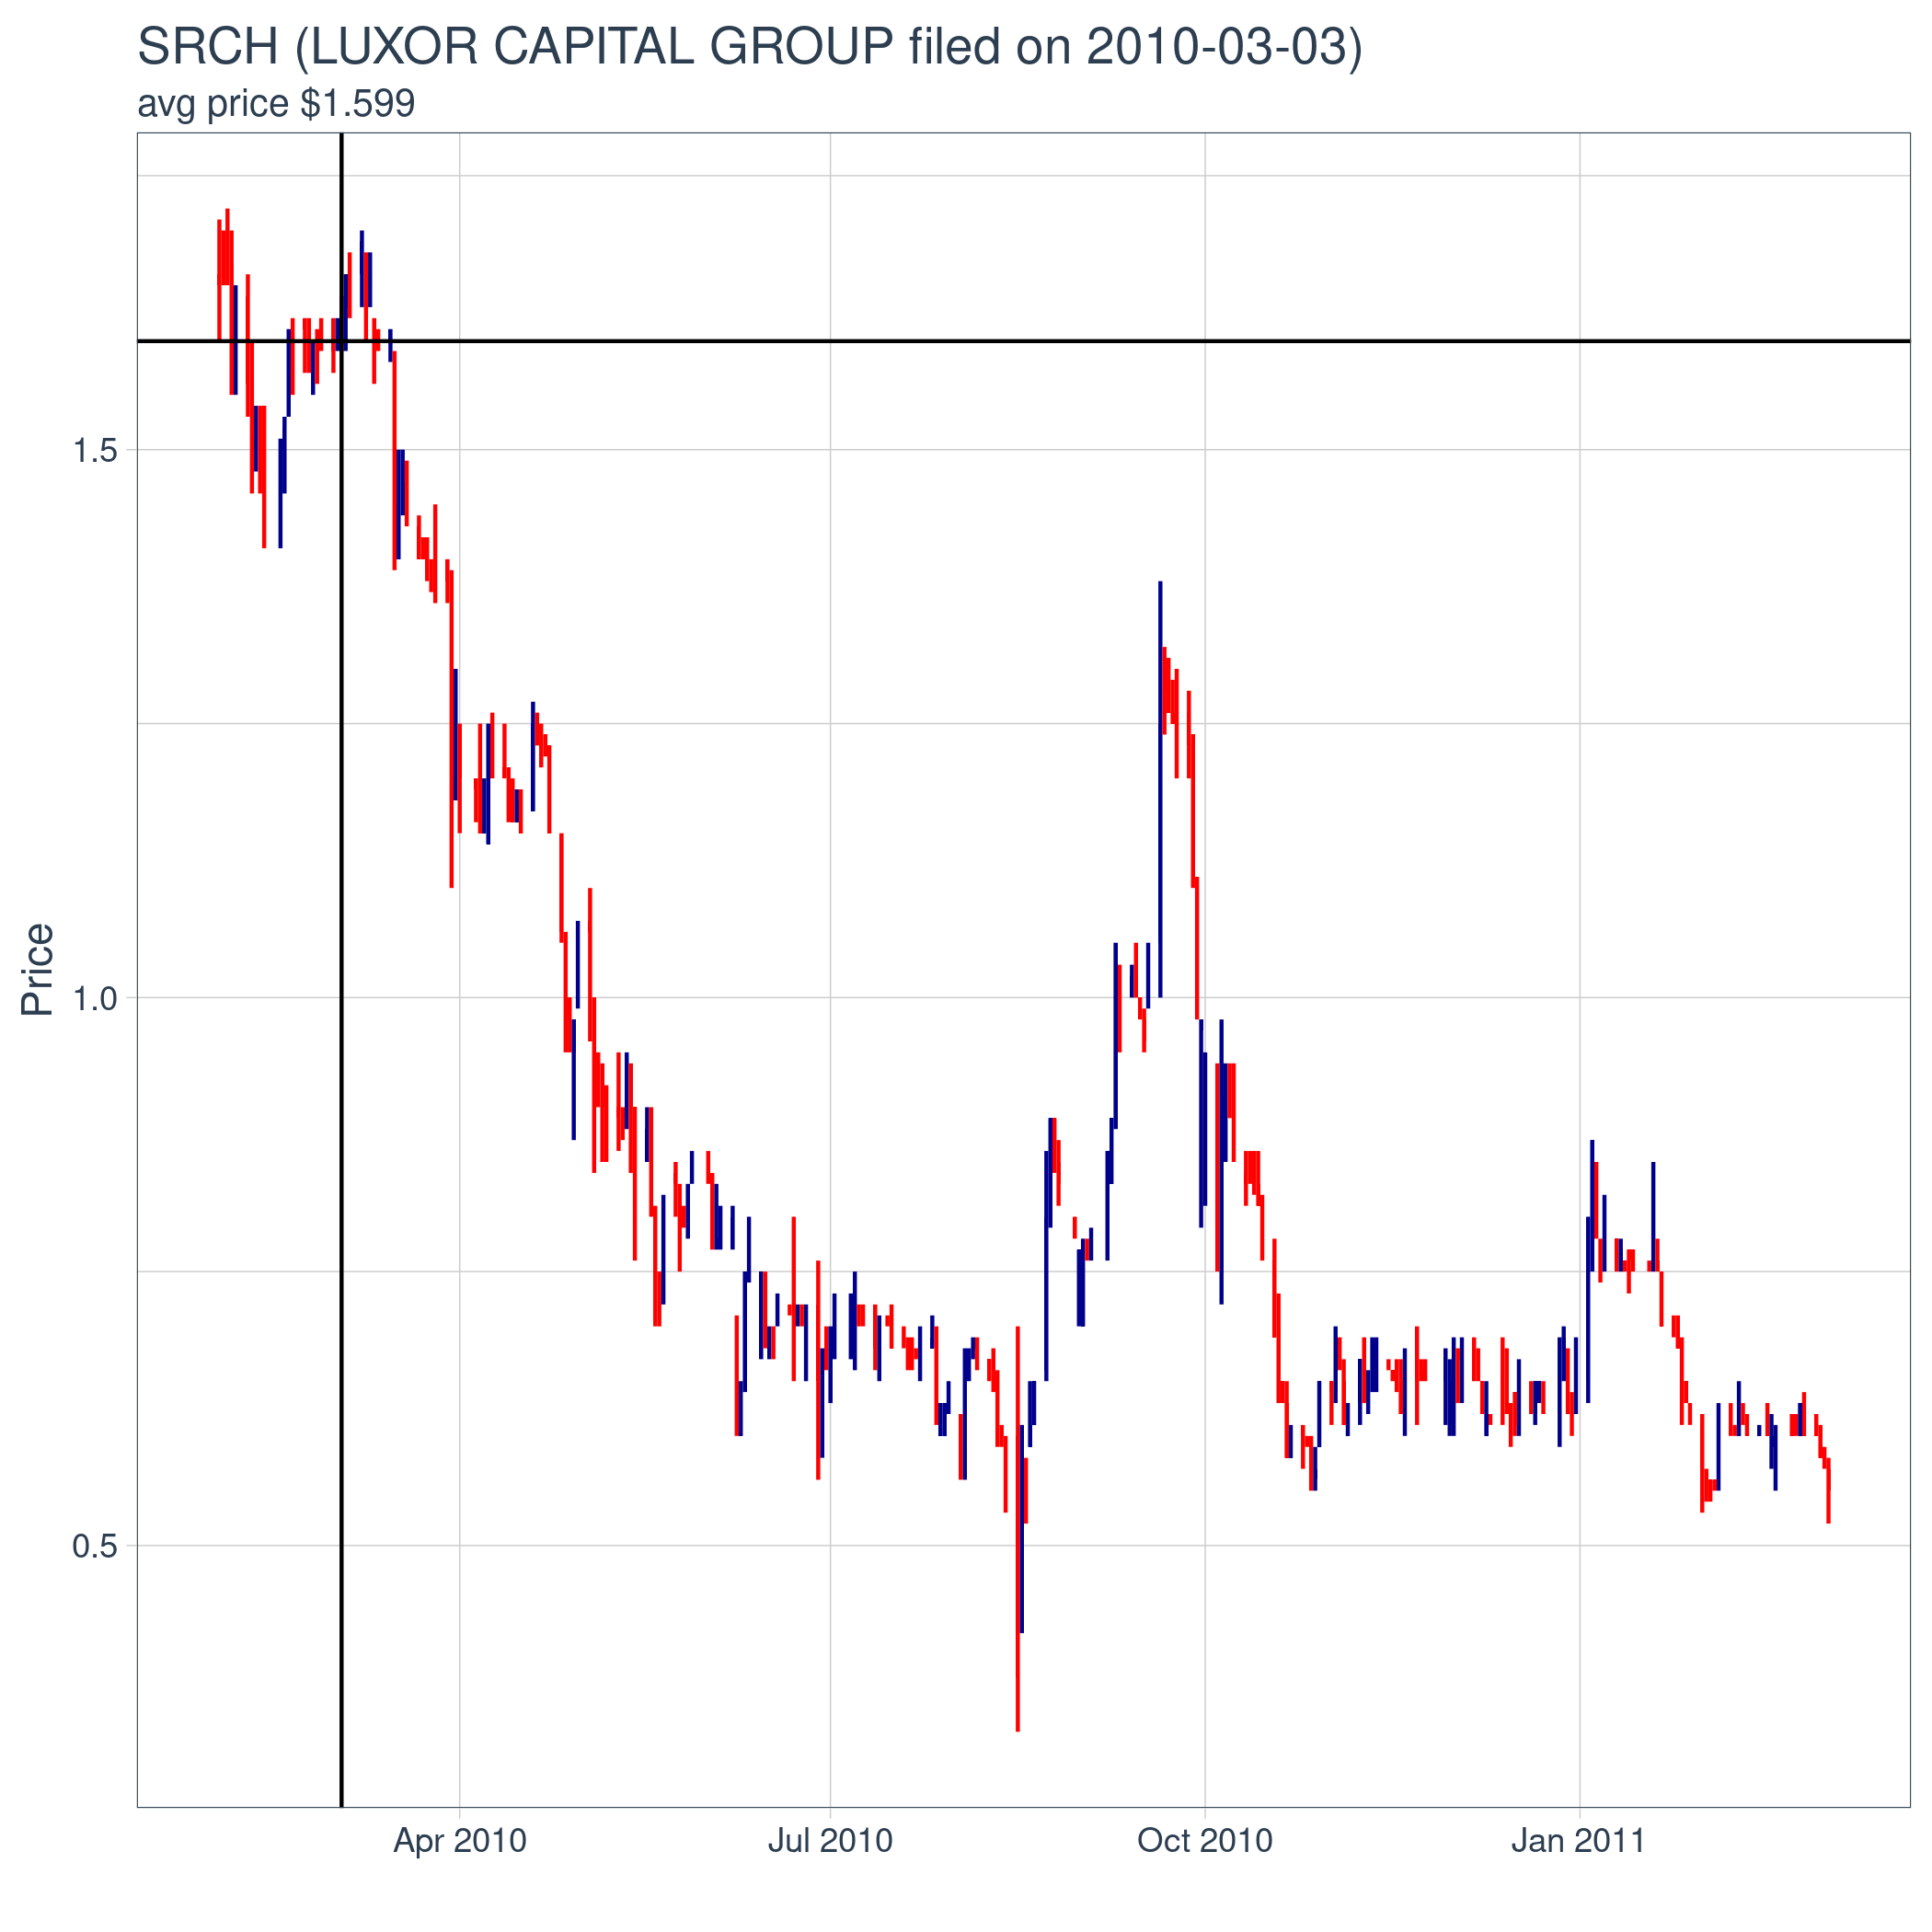 SRCH (LUXOR CAPITAL GROUP filed on 2010-03-03)
avg price $1.599
1.5
1.0
0.5
Price
Apr 2010
Jul 2010
Oct 2010
Jan 2011